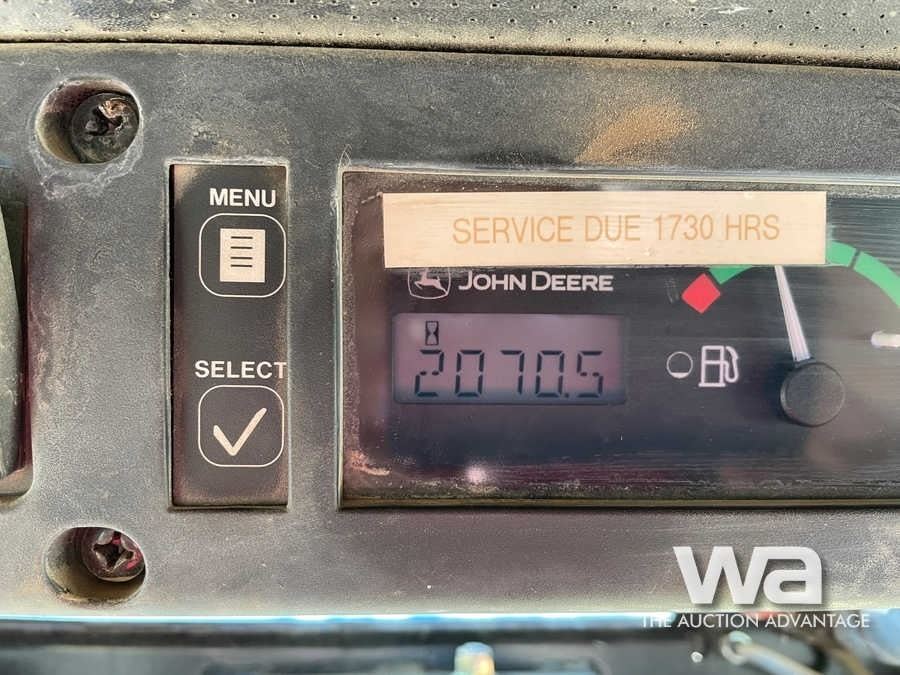 MENU
SERVICE DUE 1730 HRS
JOHN DEERE
2070.5
SELECT
wa
THE AUCTION ADVANTAGE